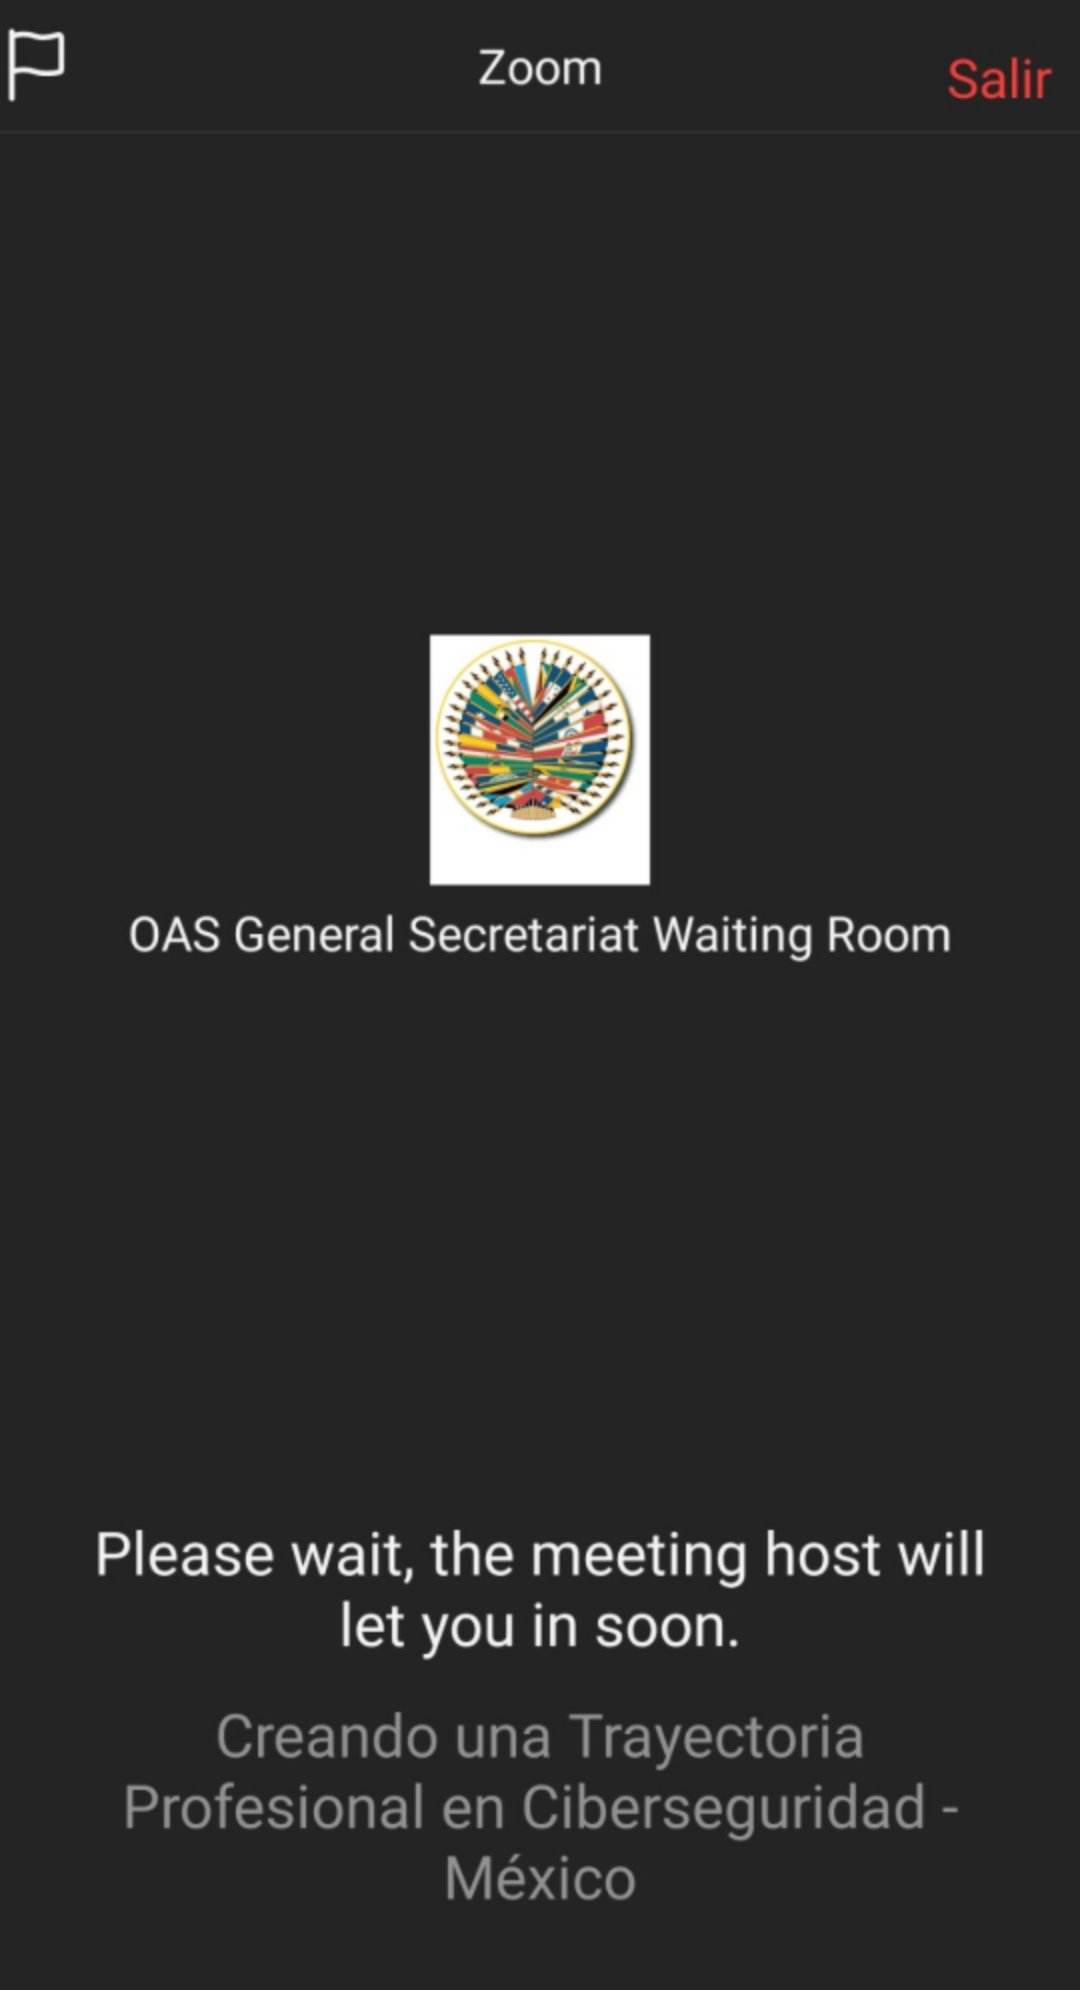 Zoom
Salir
OAS General Secretariat Waiting Room
Please wait, the meeting host will
let you in soon.
Creando una Trayectoria
Profesional en Ciberseguridad -
México